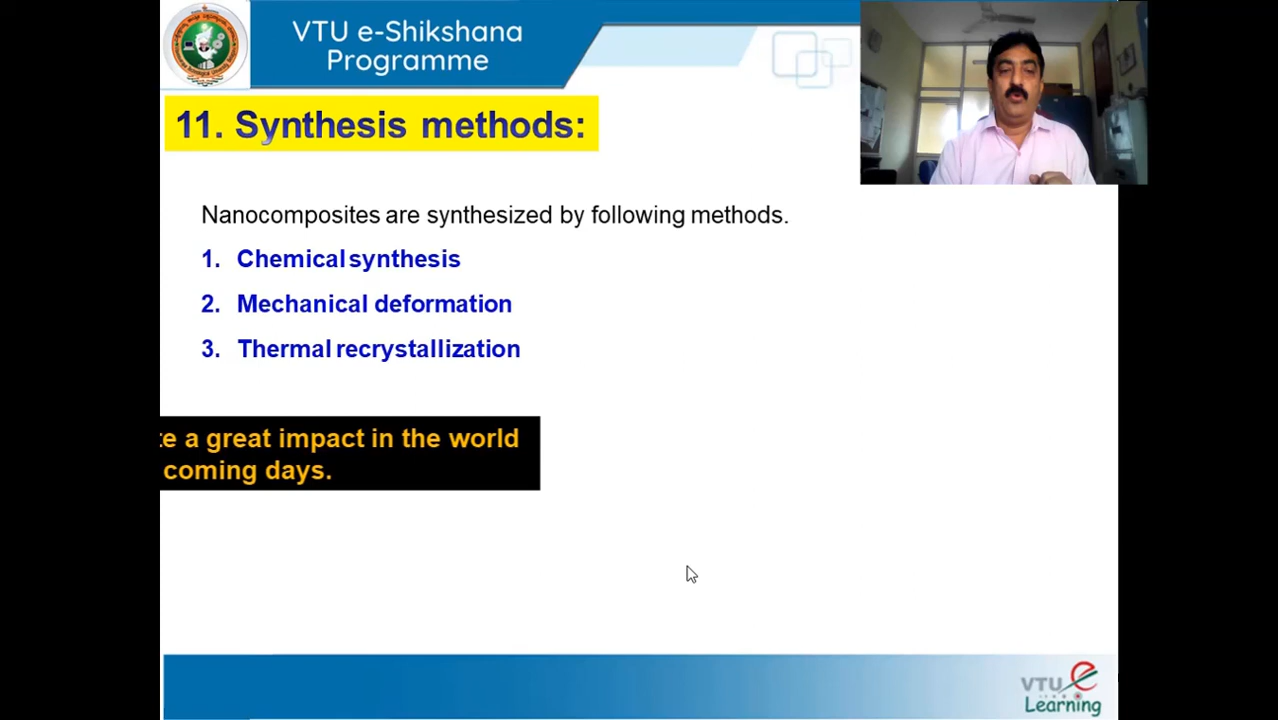 VTU e-Shikshana
Programme
11. Synthesis methods:
Nanocomposites are synthesized by following methods.
1. Chemical synthesis
2. Mechanical deformation
3. Thermal recrystallization
a great impact in the world
coming days.
VTU e
Learning